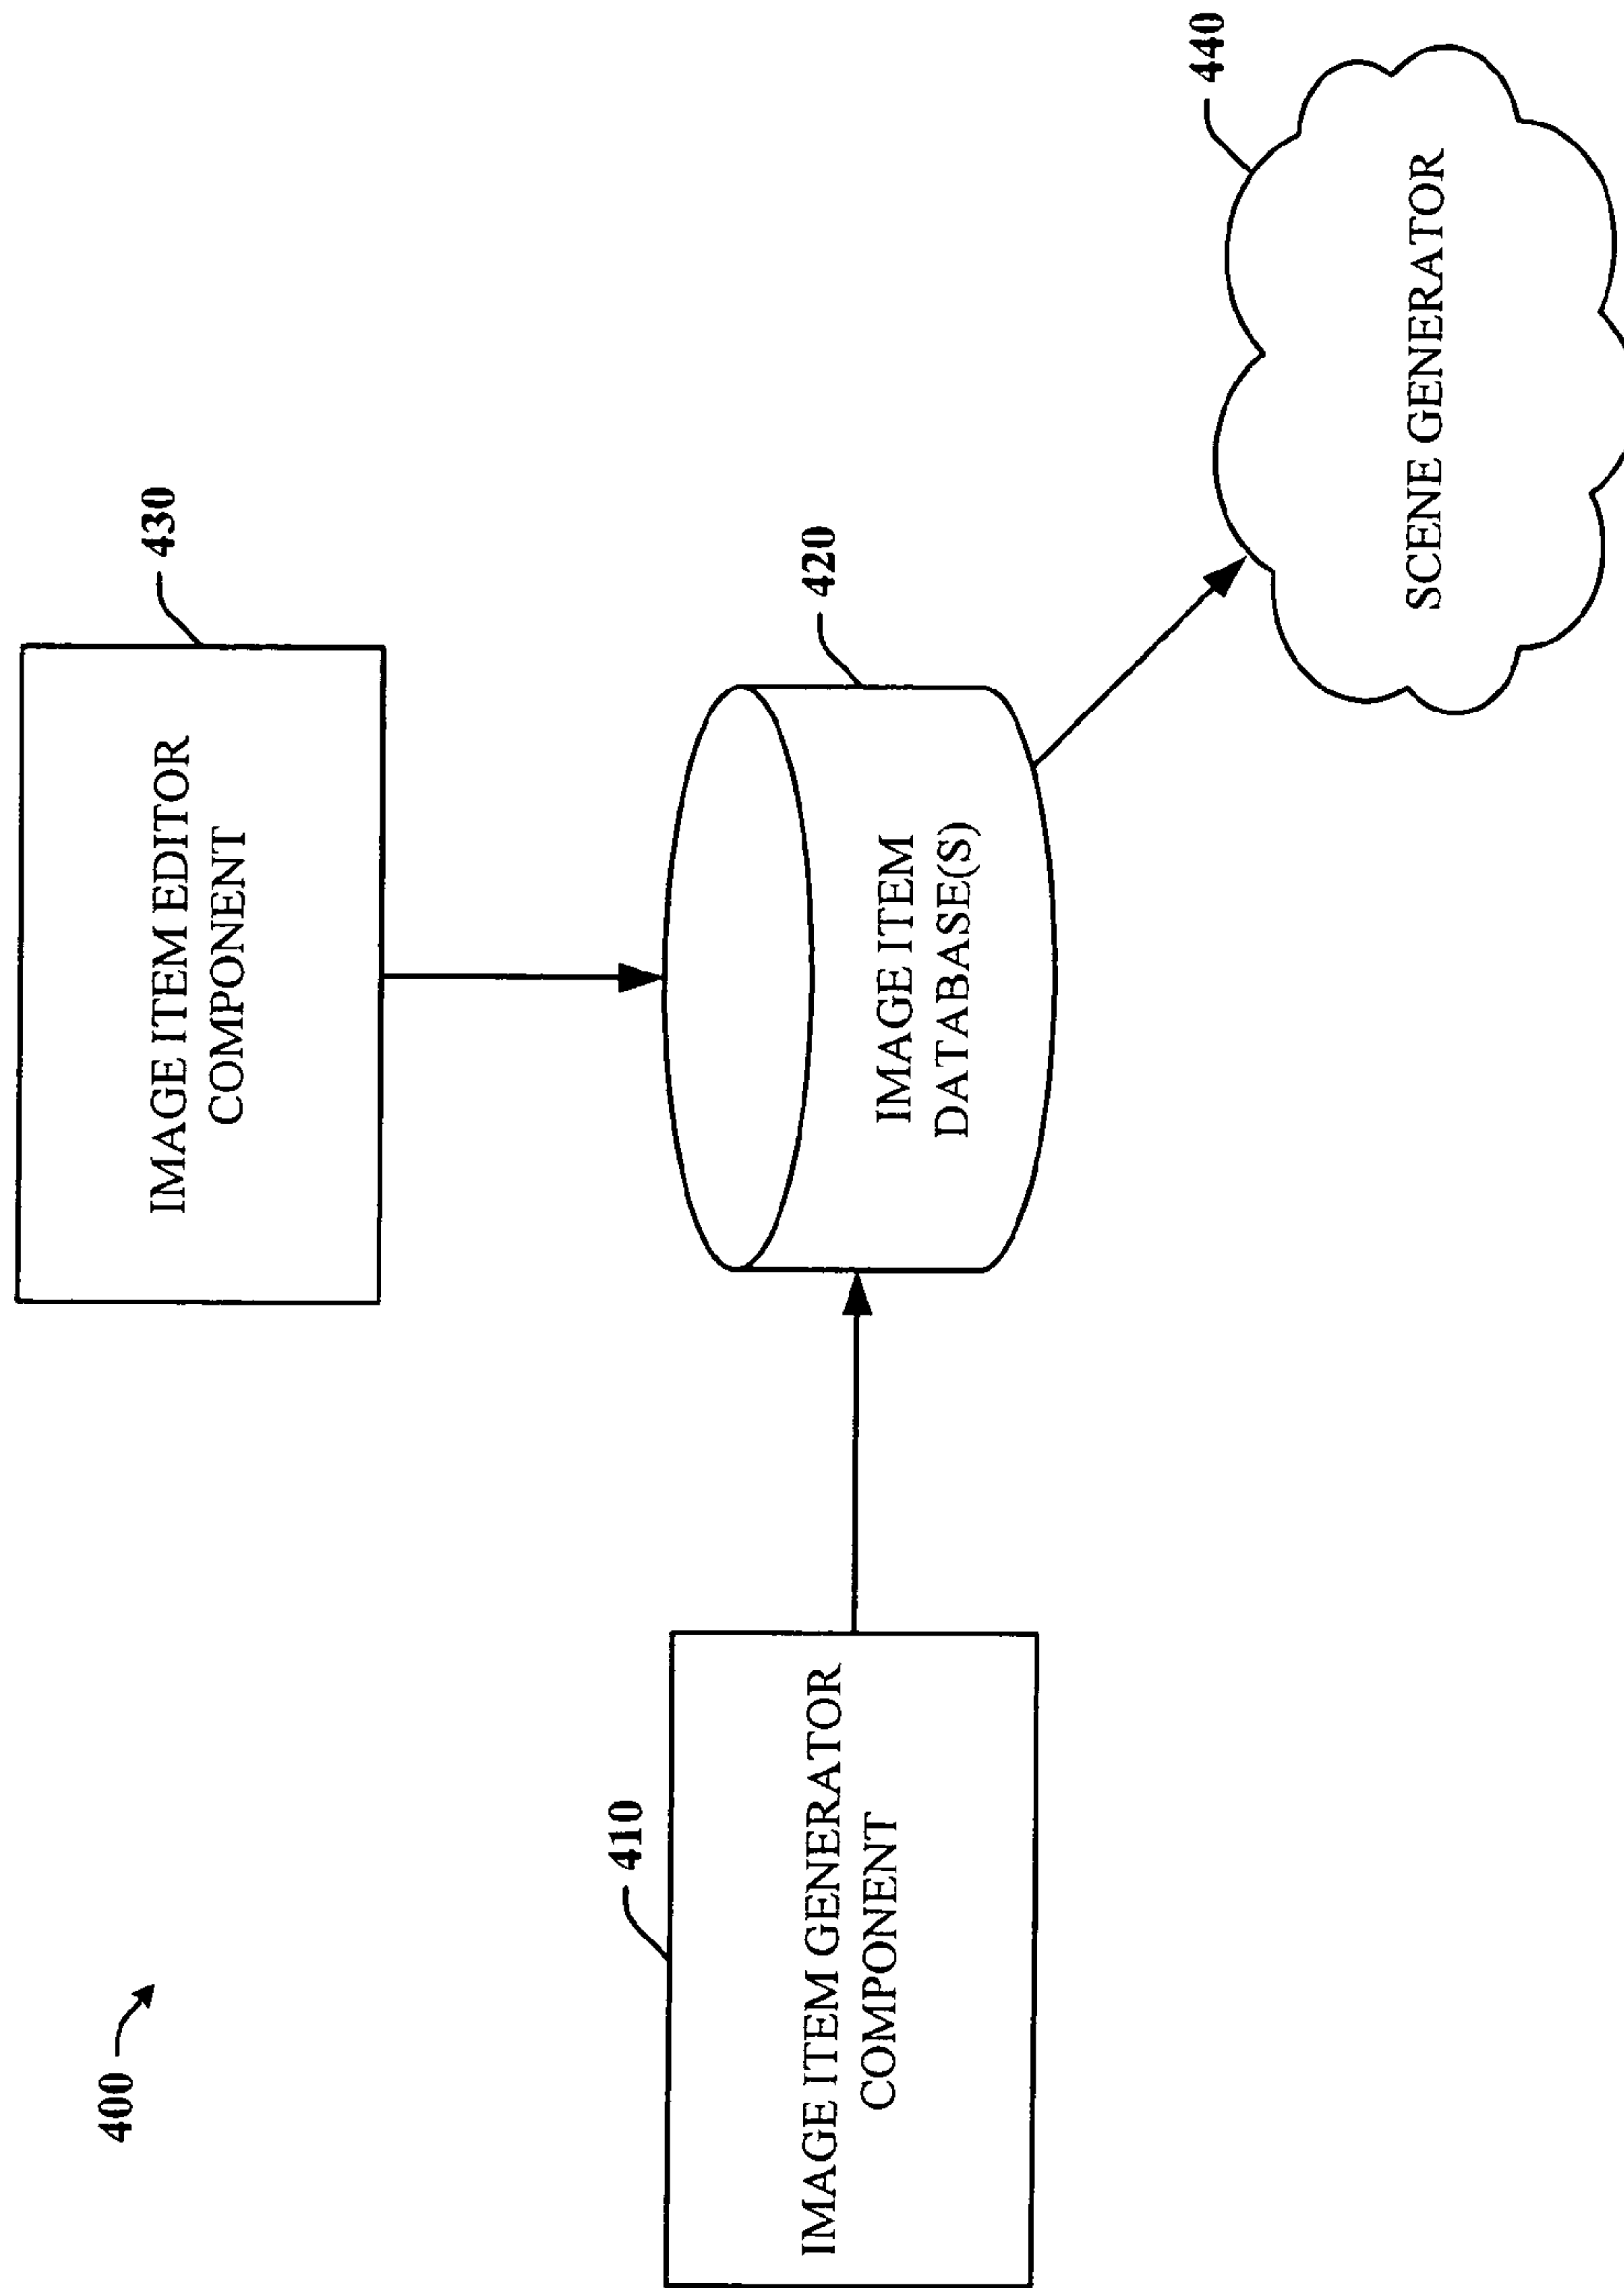 400
430
IMAGE ITEM EDITOR
COMPONENT
410
IMAGE ITEM GENERATOR
COMPONENT
420
IMAGE ITEM
DATABASE(S)
440
SCENE GENERATOR